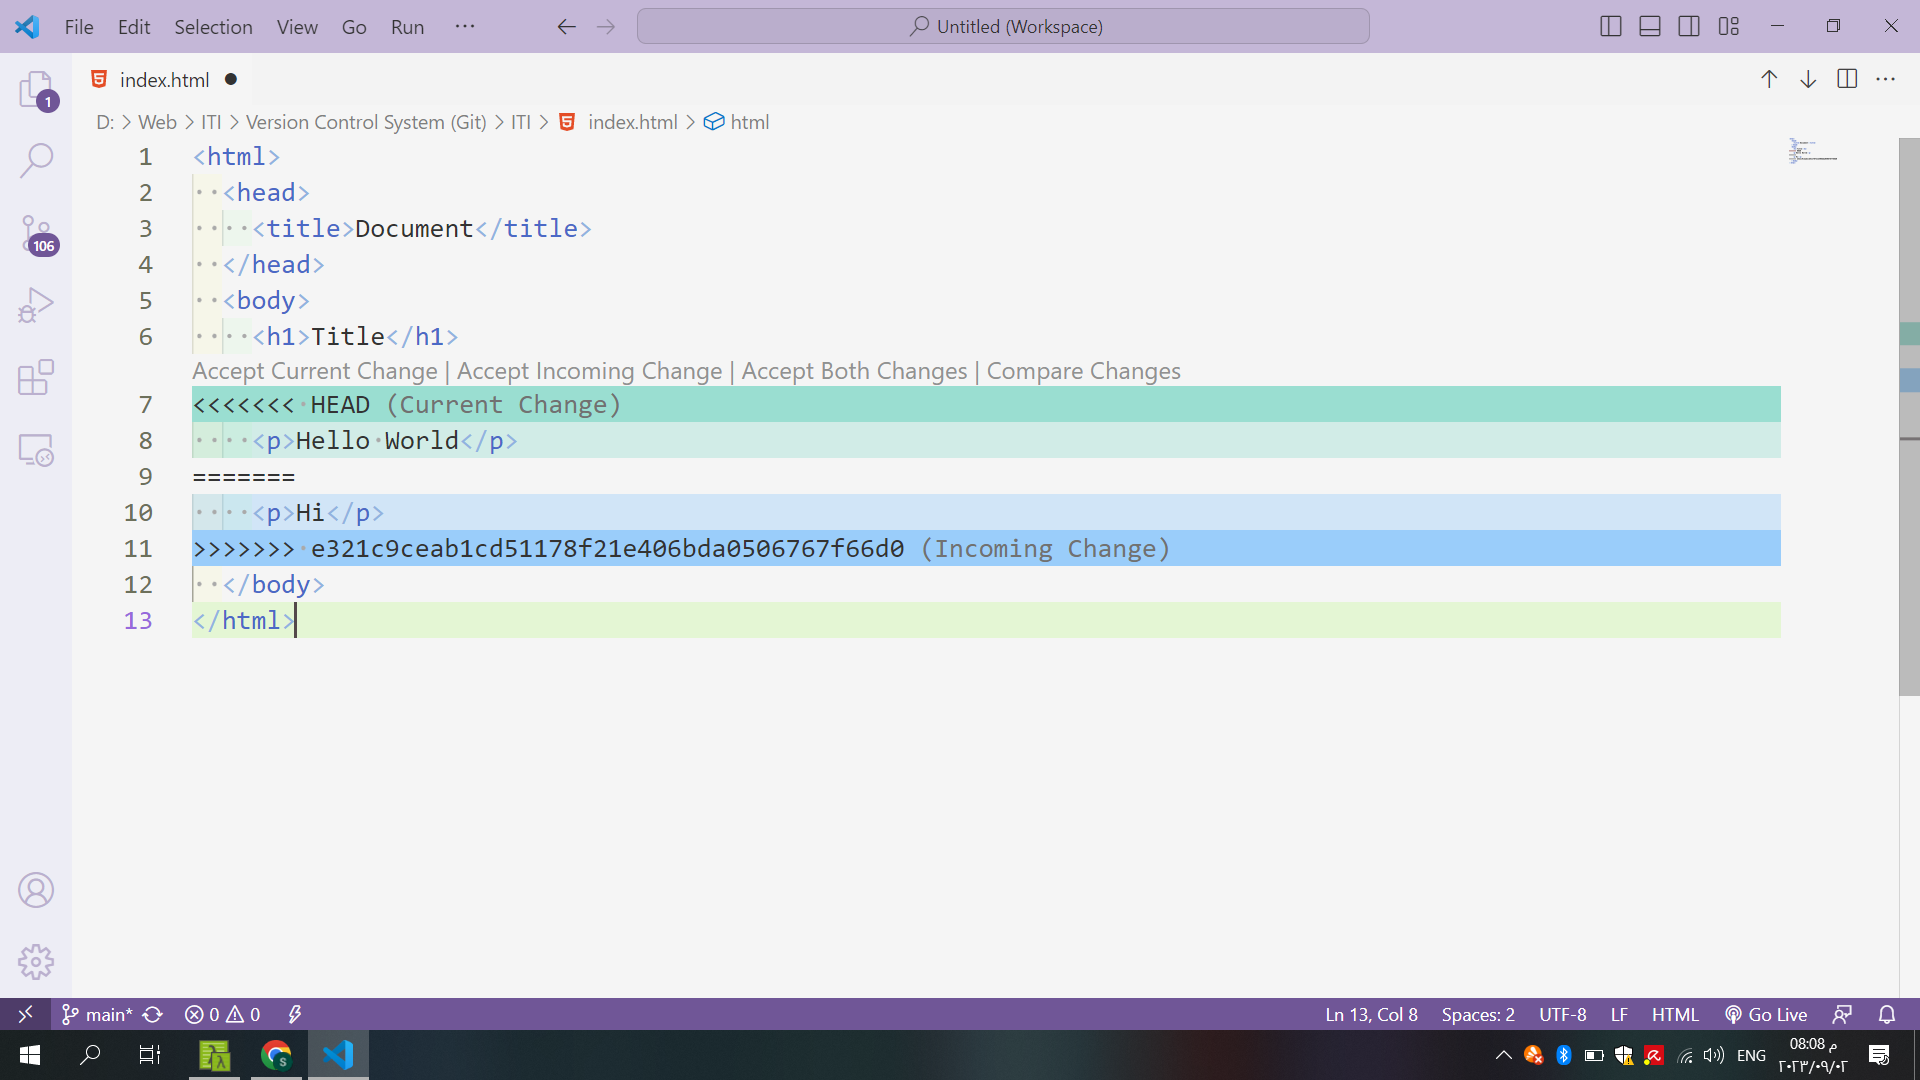 File Edit Selection View Go Run ··· Untitled (Workspace)
index.html
D: > Web > ITI > Version Control System (Git) > ITI > index.html > html
1 <html>
2 ··<head>
3 ····<title>Document</title>
4 ··</head>
5 ··<body>
6 ····<h1>Title</h1>
Accept Current Change | Accept Incoming Change | Accept Both Changes | Compare Changes
7 <<<<<<<·HEAD (Current Change)
8 ····<p>Hello·World</p>
9 =======
10 ····<p>Hi</p>
11 >>>>>>>·e321c9ceab1cd51178f21e406bda0506767f66d0 (Incoming Change)
12 ··</body>
13 </html>
1
106
main* 0 0 Ln 13, Col 8 Spaces: 2 UTF-8 LF HTML Go Live
ENG 08:08 م
٢٠٢٣/٠٩/٠٢